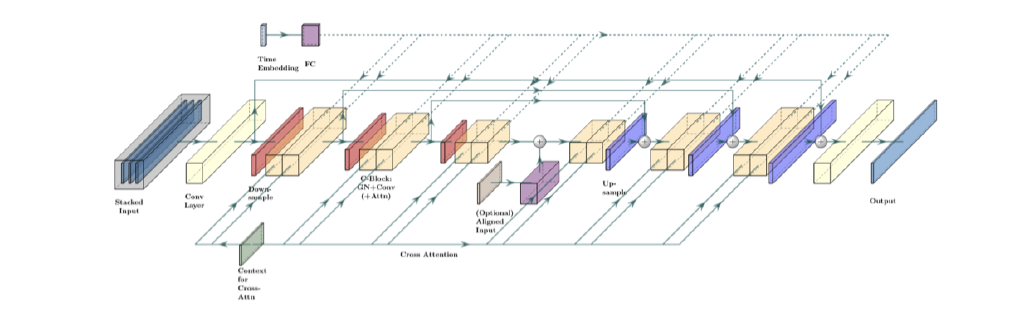 Time
Embedding
FC
Stacked
Input
Conv
Layer
Down-
sample
C-Block:
GN+Conv
(+Attn)
(Optional)
Aligned
Input
Up-
sample
Output
Cross Attention
Context
for
Cross-
Attn